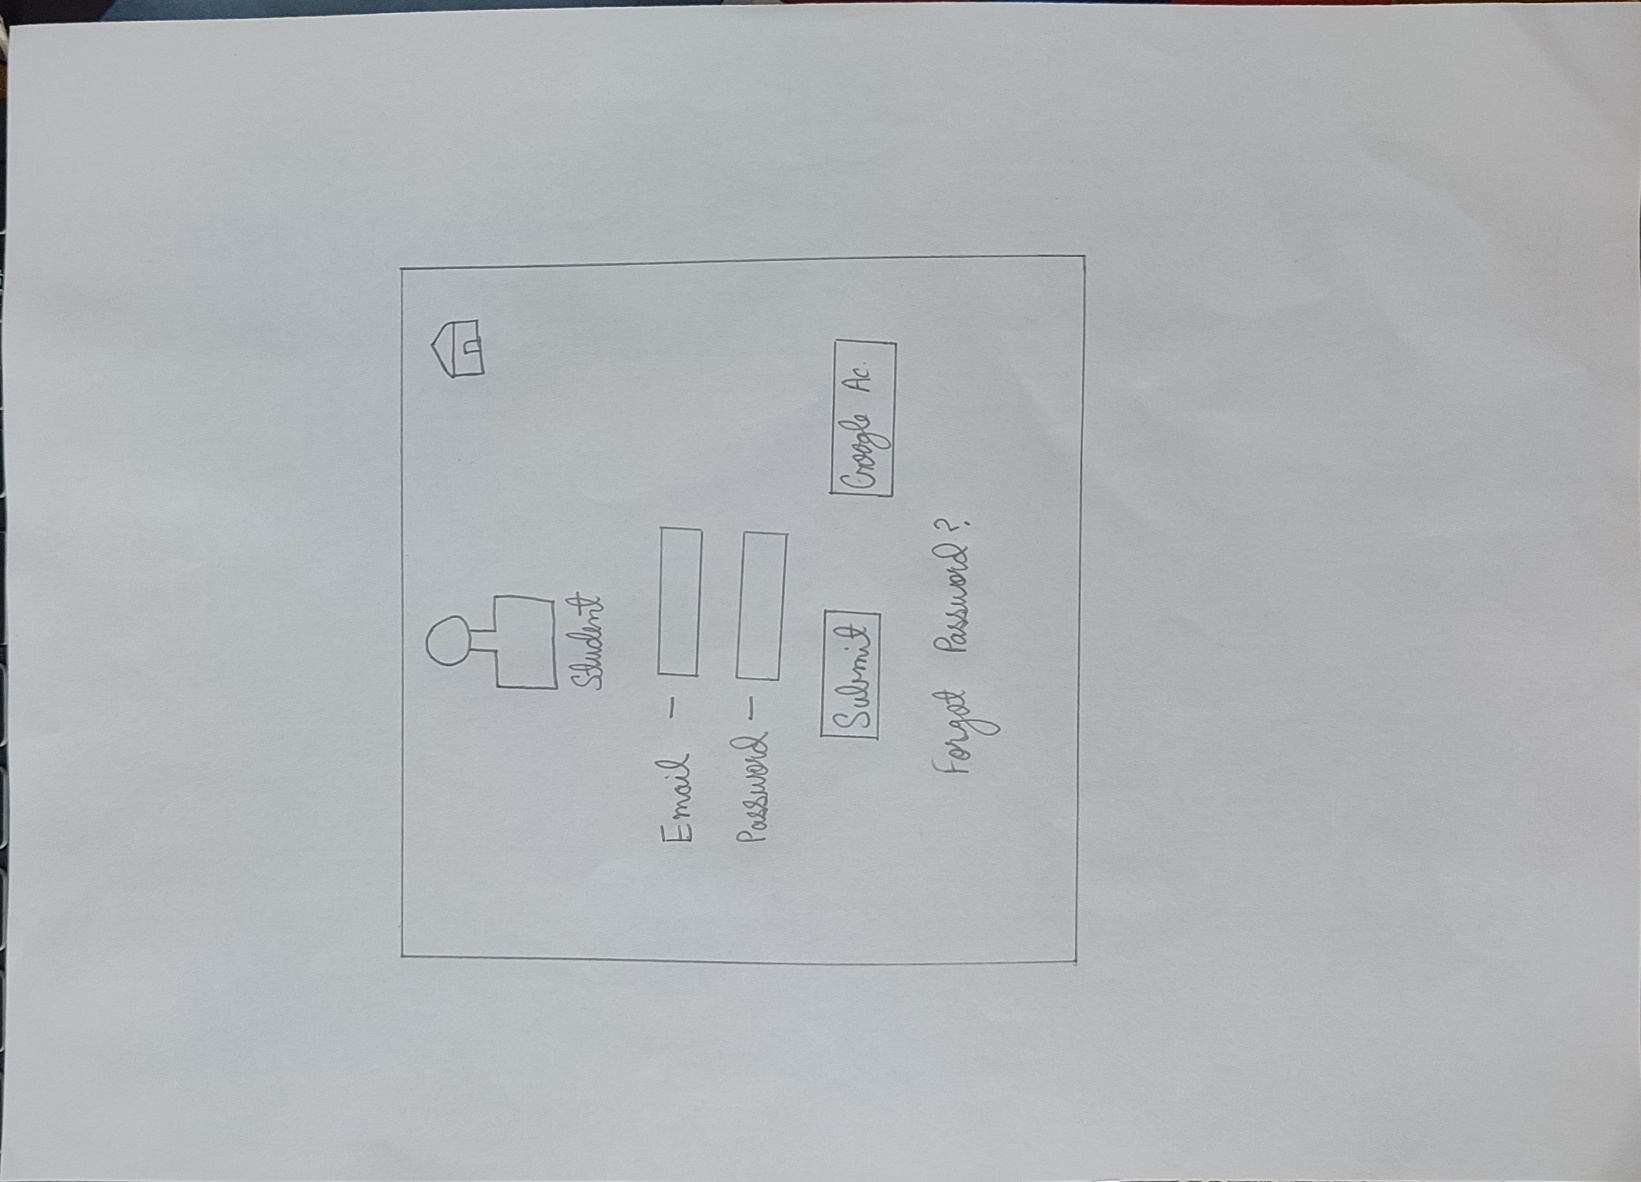 Student
Email -
Password -
Submit
Google Ac.
Forgot Password?